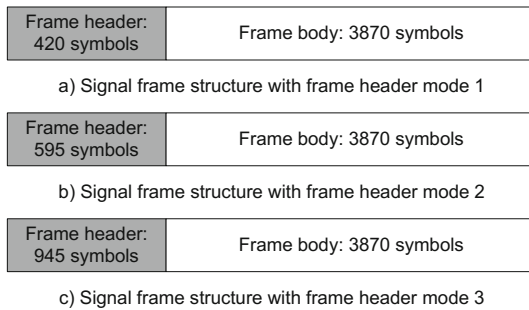 Frame header:
420 symbols
Frame body: 3870 symbols
a) Signal frame structure with frame header mode 1
Frame header:
595 symbols
Frame body: 3870 symbols
b) Signal frame structure with frame header mode 2
Frame header:
945 symbols
Frame body: 3870 symbols
c) Signal frame structure with frame header mode 3